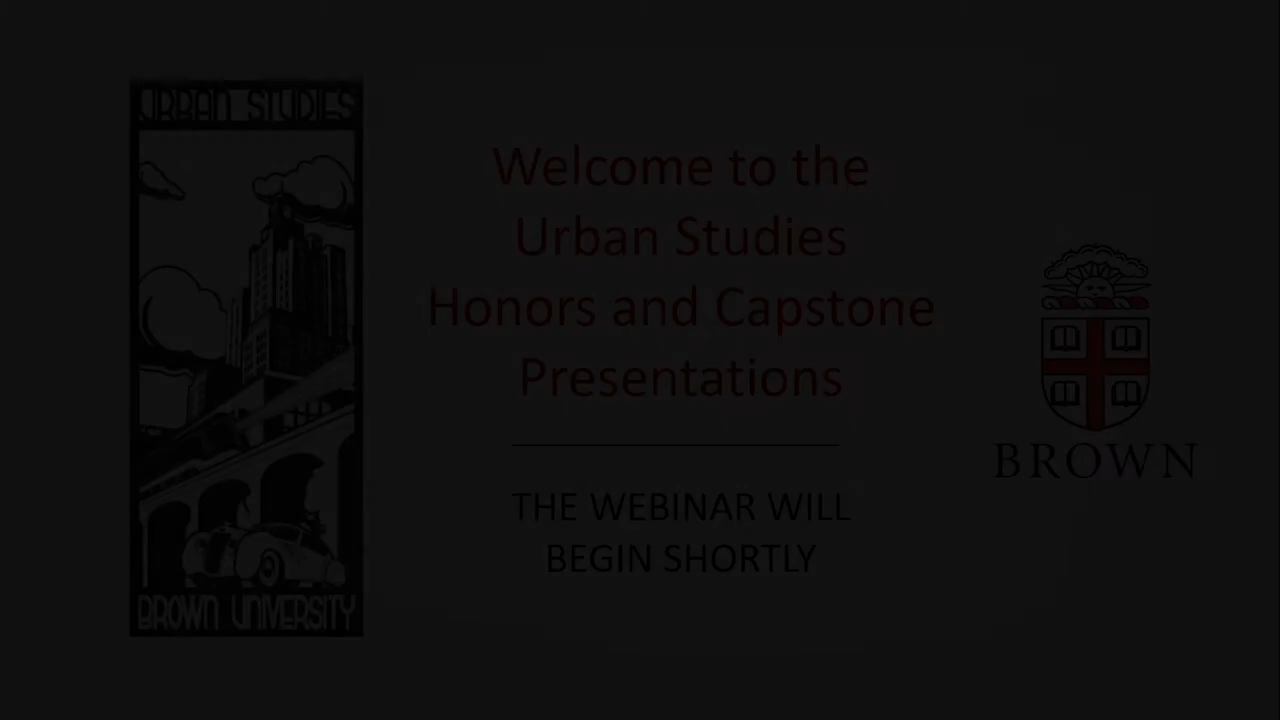 URBAN STUDIES
Welcome to the
Urban Studies
Honors and Capstone
Presentations
THE WEBINAR WILL
BEGIN SHORTLY
BROWN
BROWN UNIVERSITY